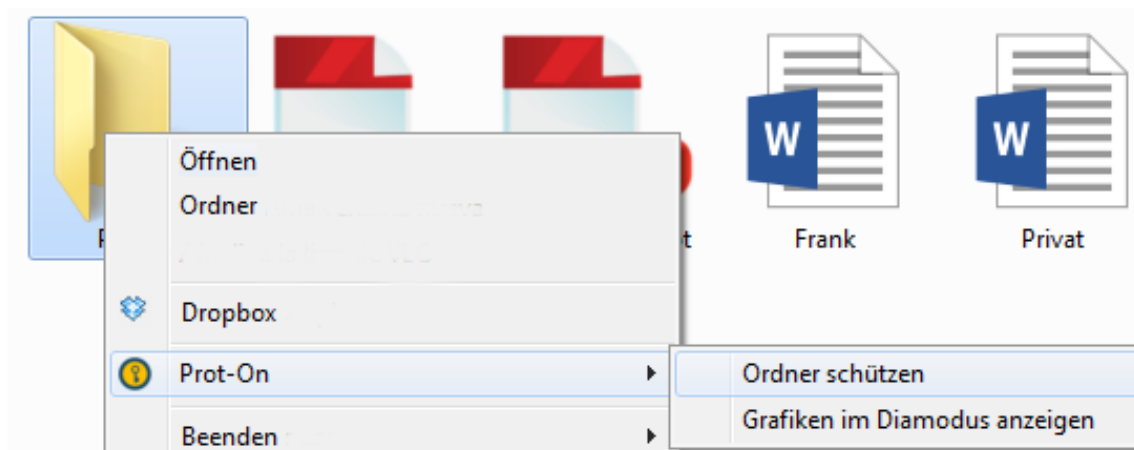 Öffnen
Ordner
Dropbox
Prot-On
Beenden
Ordner schützen
Grafiken im Diamodus anzeigen
W
Frank
W
Privat